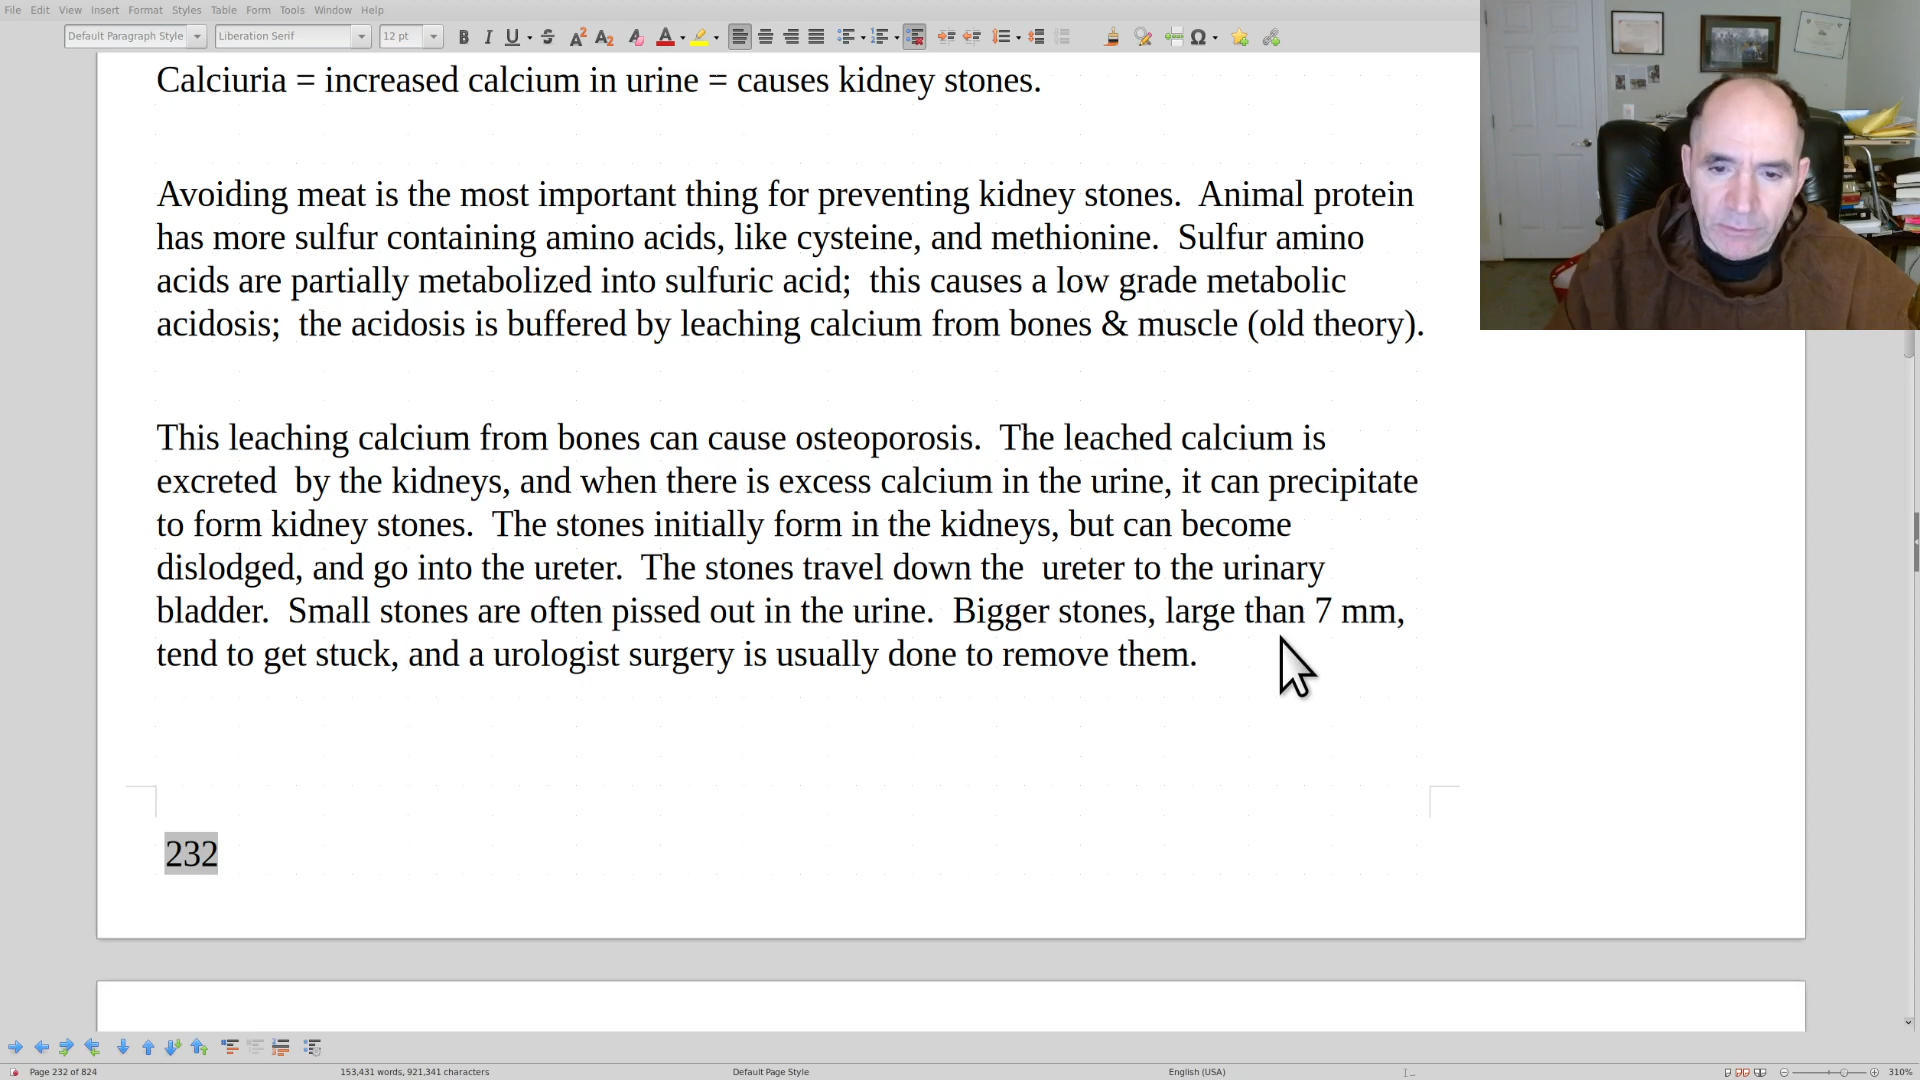 File Edit View Insert Format Styles Table Form Tools Window Help
Default Paragraph Style Liberation Serif 12 pt
Calciuria = increased calcium in urine = causes kidney stones.
Avoiding meat is the most important thing for preventing kidney stones.  Animal protein
has more sulfur containing amino acids, like cysteine, and methionine.  Sulfur amino
acids are partially metabolized into sulfuric acid;  this causes a low grade metabolic
acidosis;  the acidosis is buffered by leaching calcium from bones & muscle (old theory).
This leaching calcium from bones can cause osteoporosis.  The leached calcium is
excreted  by the kidneys, and when there is excess calcium in the urine, it can precipitate
to form kidney stones.  The stones initially form in the kidneys, but can become
dislodged, and go into the ureter.  The stones travel down the  ureter to the urinary
bladder.  Small stones are often pissed out in the urine.  Bigger stones, large than 7 mm,
tend to get stuck, and a urologist surgery is usually done to remove them.
232
Page 232 of 824 153,431 words, 921,341 characters Default Page Style English (USA) 310%